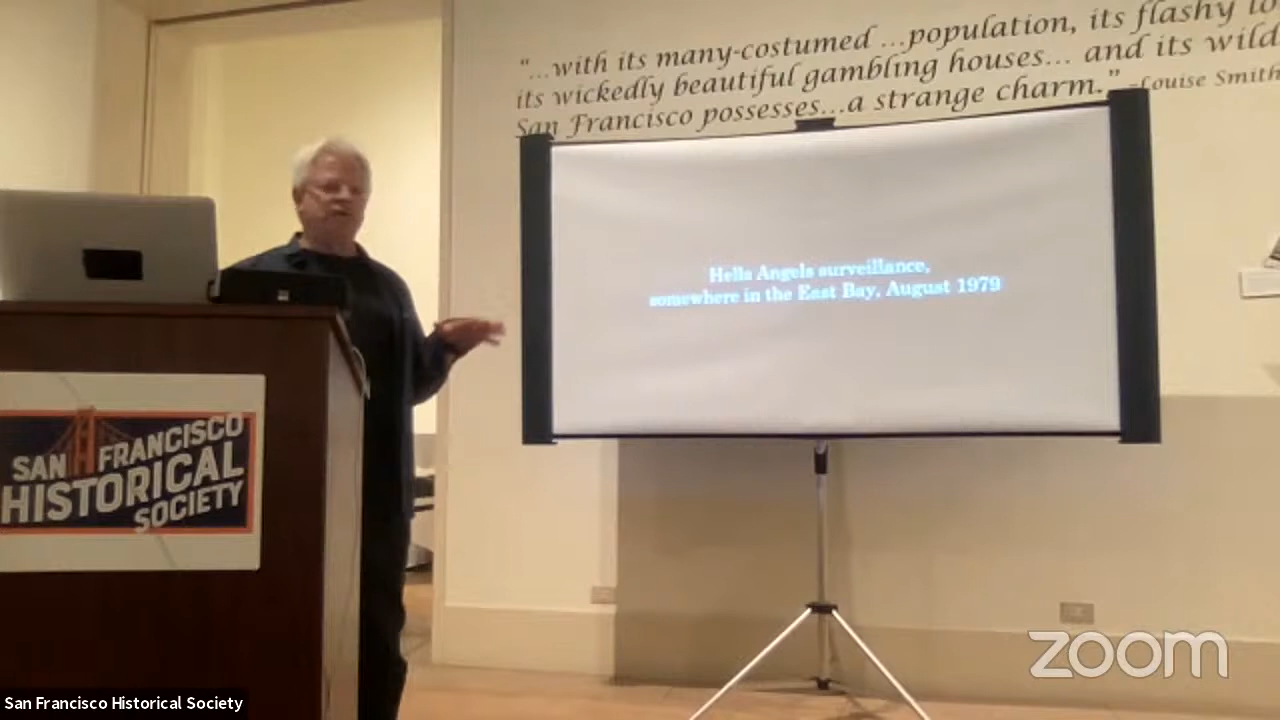 "...with its many-costumed ...population, its flashy
its wickedly beautiful gambling houses... and its wild
San Francisco possesses...a strange charm." -Louise Smith
Hells Angels surveillance,
somewhere in the East Bay, August 1979
SAN FRANCISCO
HISTORICAL
SOCIETY
zoom
San Francisco Historical Society